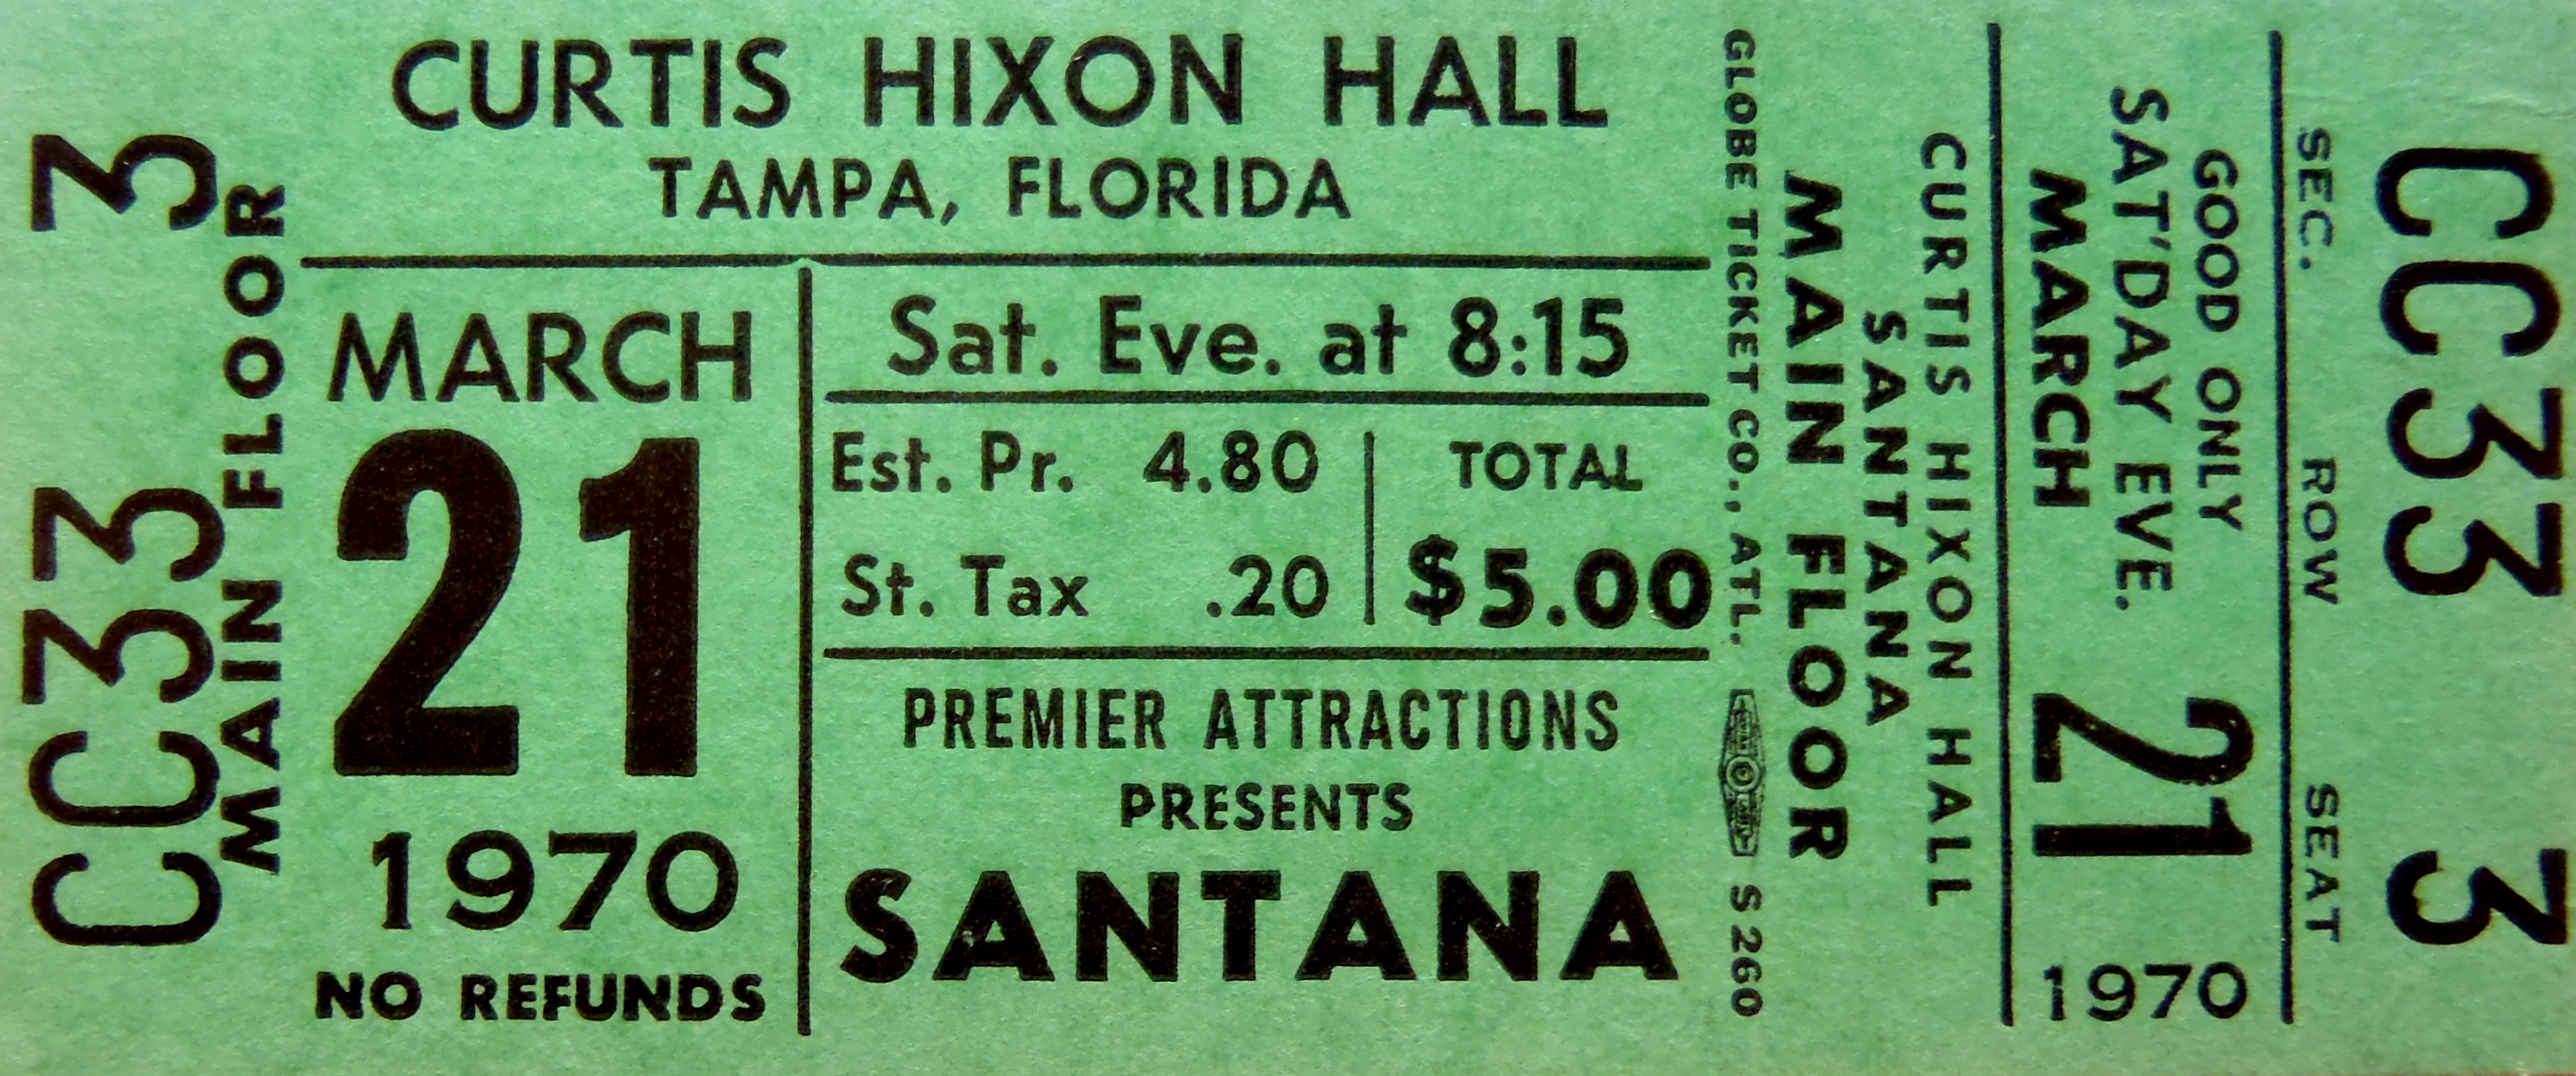 CC33 3
MAIN FLOOR
CURTIS HIXON HALL
TAMPA, FLORIDA
MARCH
21
1970
NO REFUNDS
Sat. Eve. at 8:15
Est. Pr. 4.80
St. Tax .20
TOTAL
$5.00
PREMIER ATTRACTIONS
PRESENTS
SANTANA
GLOBE TICKET CO., ATL. S 260
MAIN FLOOR
SANTANA
CURTIS HIXON HALL
MARCH 21
SAT'DAY EVE.
GOOD ONLY
1970
SEC. ROW SEAT
CC33 3